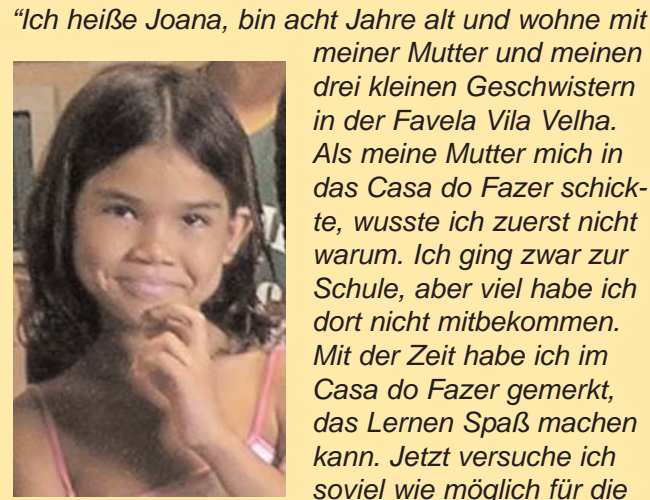 “Ich heiße Joana, bin acht Jahre alt und wohne mit
meiner Mutter und meinen
drei kleinen Geschwistern
in der Favela Vila Velha.
Als meine Mutter mich in
das Casa do Fazer schick-
te, wusste ich zuerst nicht
warum. Ich ging zwar zur
Schule, aber viel habe ich
dort nicht mitbekommen.
Mit der Zeit habe ich im
Casa do Fazer gemerkt,
das Lernen Spaß machen
kann. Jetzt versuche ich
soviel wie möglich für die